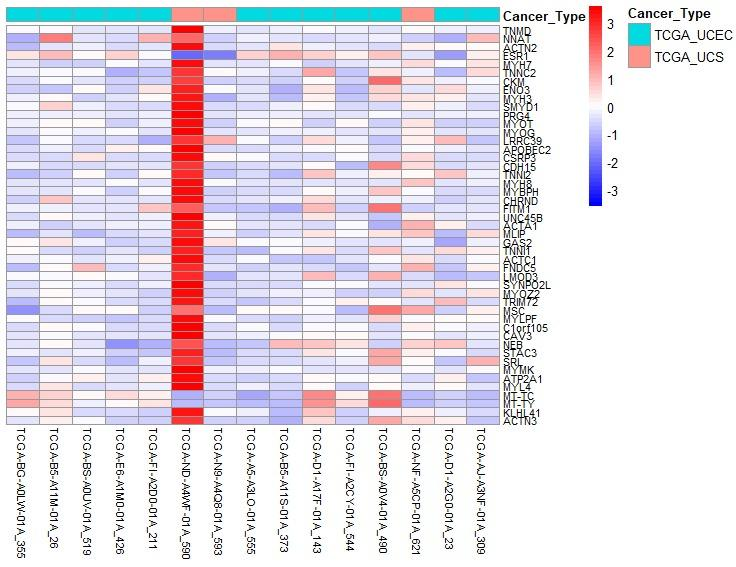 Cancer_Type
TNMD
NNAT
ACTN2
ESR1
MYH7
TNNC2
CKM
ENO3
MYH3
SMYD1
PRG4
MYOT
MYOG
LRRC39
APOBEC2
CSRP3
CDH15
TNNI2
MYH8
MYBPH
CHRND
FITM1
UNC45B
ACTA1
MLIP
GAS2
TNNI1
ACTC1
FNDC5
LMOD3
SYNPO2L
MYOZ2
TRIM72
MSC
MYLPF
C1orf105
CAV3
NEB
STAC3
SRL
MYMK
ATP2A1
MYL4
MT-TC
MT-TY
KLHL41
ACTN3
TCGA-BG-A0LW-01A_355
TCGA-B5-A11M-01A_26
TCGA-BS-A0UV-01A_519
TCGA-E6-A1M0-01A_426
TCGA-FI-A2D0-01A_211
TCGA-ND-A4WF-01A_590
TCGA-N9-A4Q8-01A_593
TCGA-A5-A3LO-01A_555
TCGA-B5-A11S-01A_373
TCGA-D1-A17F-01A_143
TCGA-FI-A2CY-01A_544
TCGA-BS-A0V4-01A_490
TCGA-NF-A5CP-01A_621
TCGA-D1-A2G0-01A_23
TCGA-AJ-A3NF-01A_309
3
2
1
0
-1
-2
-3
Cancer_Type
TCGA_UCEC
TCGA_UCS